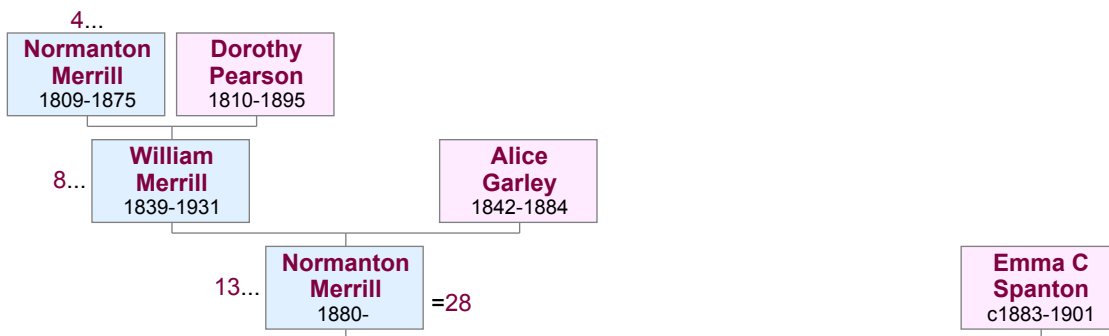 4...
Normanton
Merrill
1809-1875
Dorothy
Pearson
1810-1895
8...
William
Merrill
1839-1931
Alice
Garley
1842-1884
13...
Normanton
Merrill
1880-
=28
Emma C
Spanton
c1883-1901